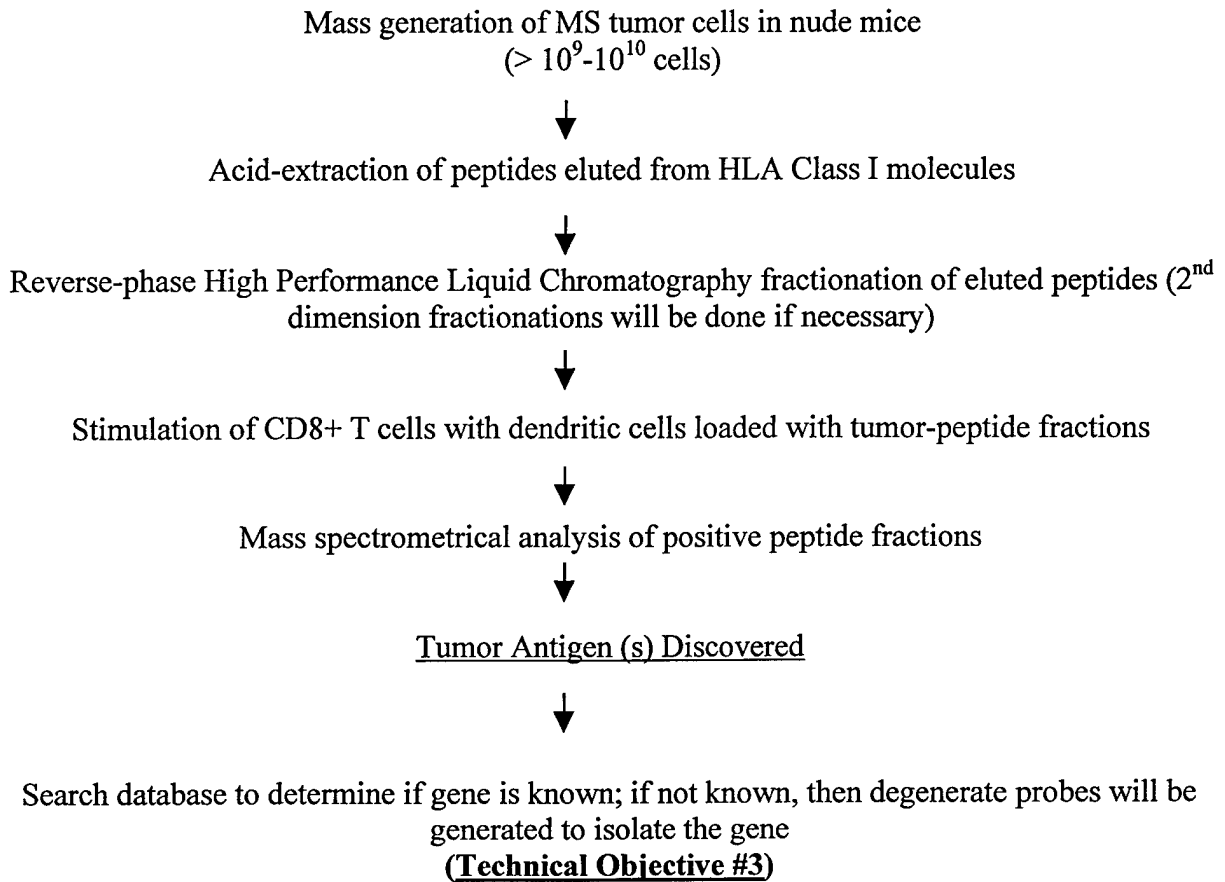 Mass generation of MS tumor cells in nude mice
(> 10⁹-10¹⁰ cells)
Acid-extraction of peptides eluted from HLA Class I molecules
Reverse-phase High Performance Liquid Chromatography fractionation of eluted peptides (2ⁿᵈ
dimension fractionations will be done if necessary)
Stimulation of CD8+ T cells with dendritic cells loaded with tumor-peptide fractions
Mass spectrometrical analysis of positive peptide fractions
Tumor Antigen (s) Discovered
Search database to determine if gene is known; if not known, then degenerate probes will be
generated to isolate the gene
(Technical Objective #3)